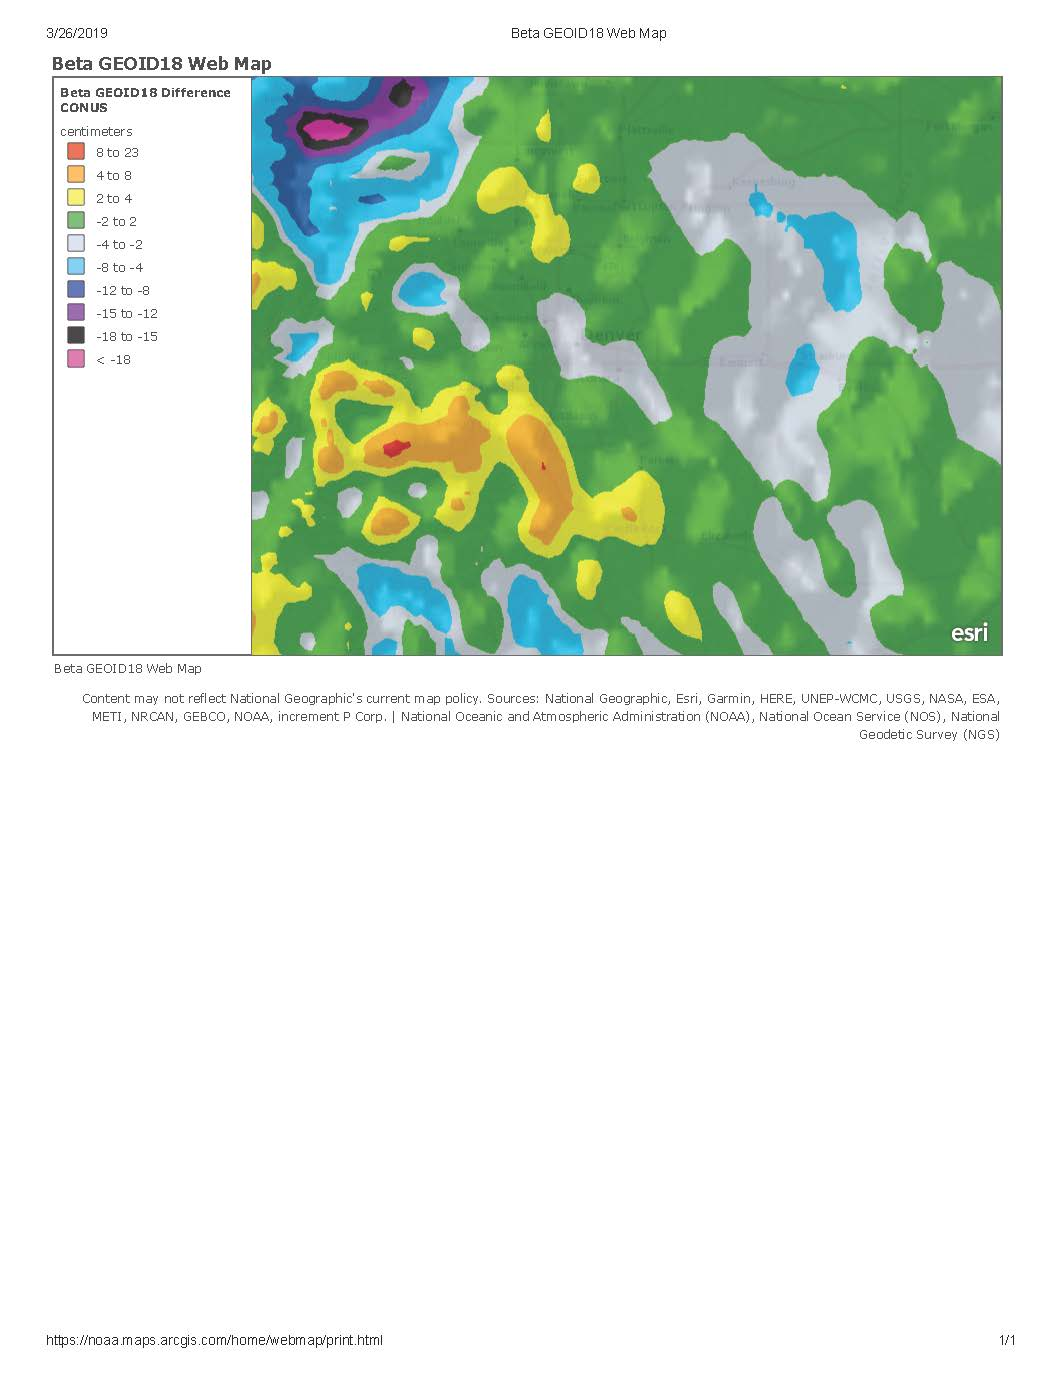 3/26/2019
Beta GEOID18 Web Map
Beta GEOID18 Web Map
Beta GEOID18 Difference
CONUS
centimeters
8 to 23
4 to 8
2 to 4
-2 to 2
-4 to -2
-8 to -4
-12 to -8
-15 to -12
-18 to -15
< -18
Platteville
Keenesburg
Denver
esri
Beta GEOID18 Web Map
Content may not reflect National Geographic's current map policy. Sources: National Geographic, Esri, Garmin, HERE, UNEP-WCMC, USGS, NASA, ESA,
METI, NRCAN, GEBCO, NOAA, increment P Corp. | National Oceanic and Atmospheric Administration (NOAA), National Ocean Service (NOS), National
Geodetic Survey (NGS)
https://noaa.maps.arcgis.com/home/webmap/print.html
1/1